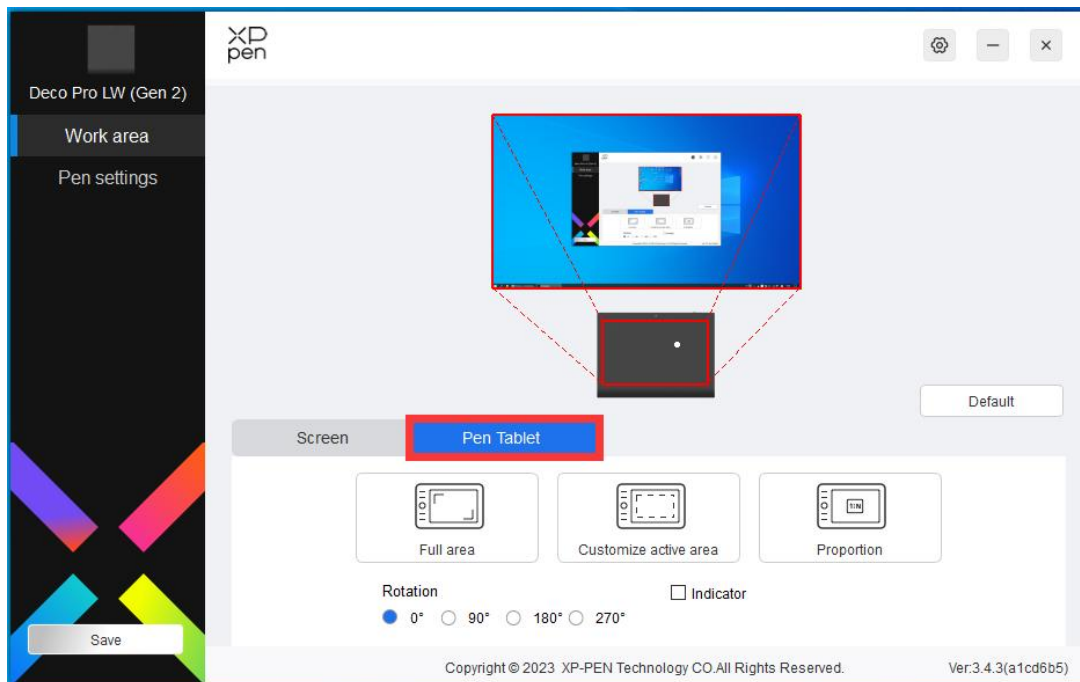 XP
pen
Deco Pro LW (Gen 2)
Work area
Pen settings
Default
Screen
Pen Tablet
Full area
Customize active area
1:N
Proportion
Rotation
Indicator
0° 90° 180° 270°
Save
Copyright © 2023 XP-PEN Technology CO.All Rights Reserved.
Ver:3.4.3(a1cd6b5)